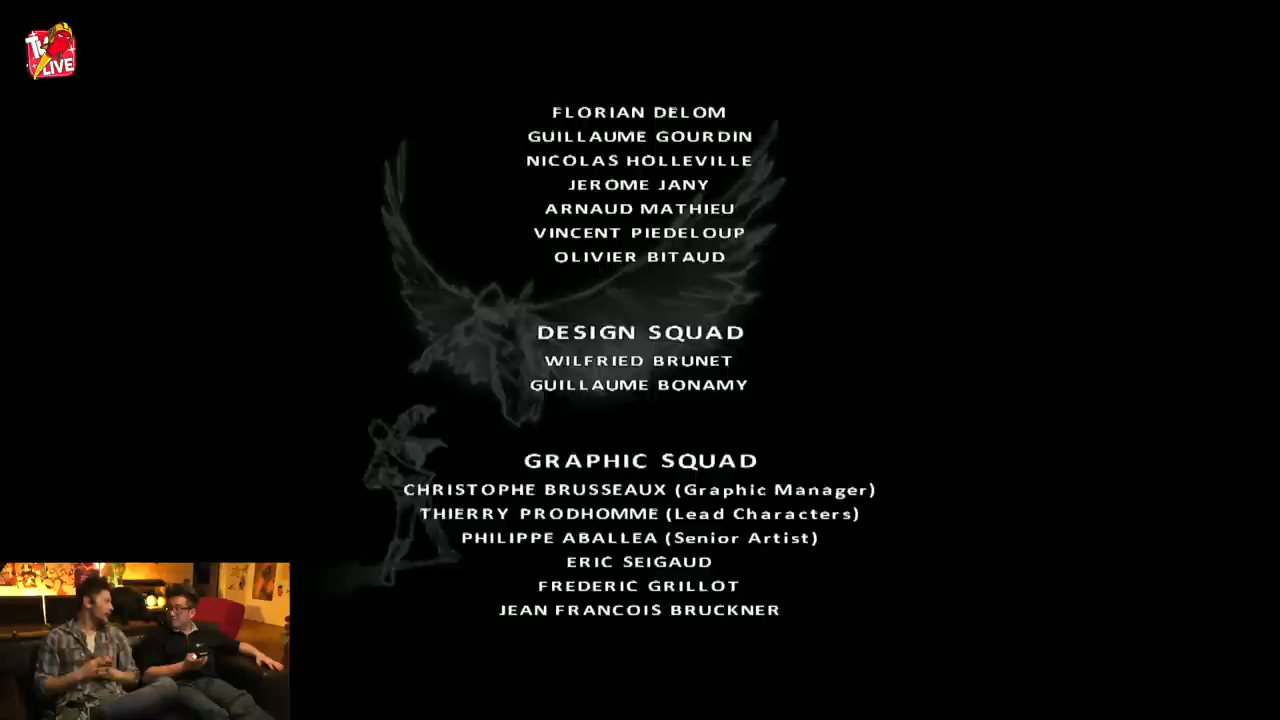 LIVE
FLORIAN DELOM
GUILLAUME GOURDIN
NICOLAS HOLLEVILLE
JEROME JANY
ARNAUD MATHIEU
VINCENT PIEDELOUP
OLIVIER BITAUD
DESIGN SQUAD
WILFRIED BRUNET
GUILLAUME BONAMY
GRAPHIC SQUAD
CHRISTOPHE BRUSSEAUX (Graphic Manager)
THIERRY PRODHOMME (Lead Characters)
PHILIPPE ABALLEA (Senior Artist)
ERIC SEIGAUD
FREDERIC GRILLOT
JEAN FRANCOIS BRUCKNER